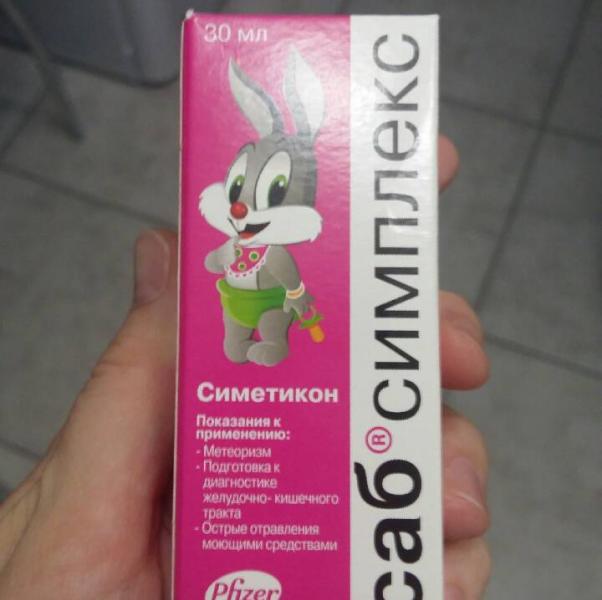 30 мл
Симетикон
Показания к
применению:
- Метеоризм
- Подготовка к
диагностике
желудочно- кишечного
тракта
- Острые отравления
моющими средствами
Pfizer
саб® симплекс